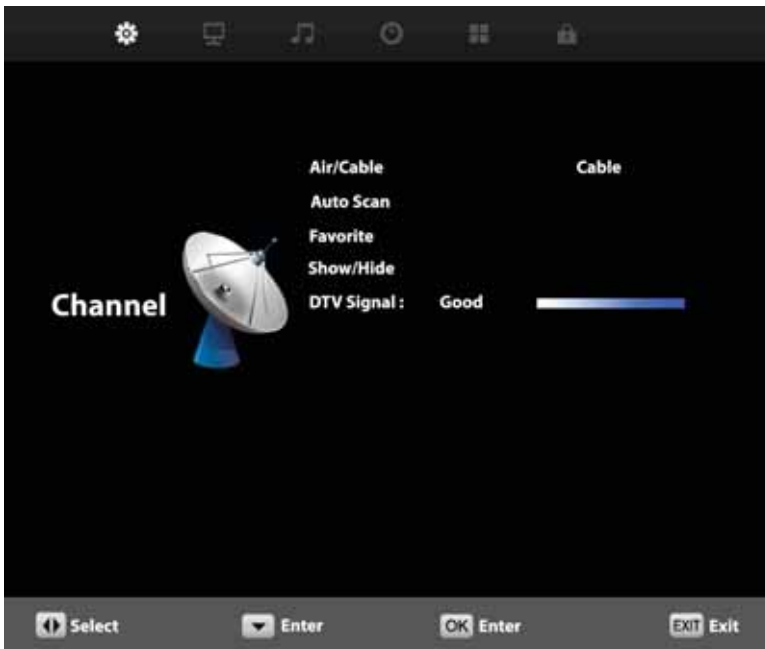 Air/Cable Cable
Auto Scan
Favorite
Show/Hide
Channel
DTV Signal : Good
Select Enter OK Enter EXIT Exit